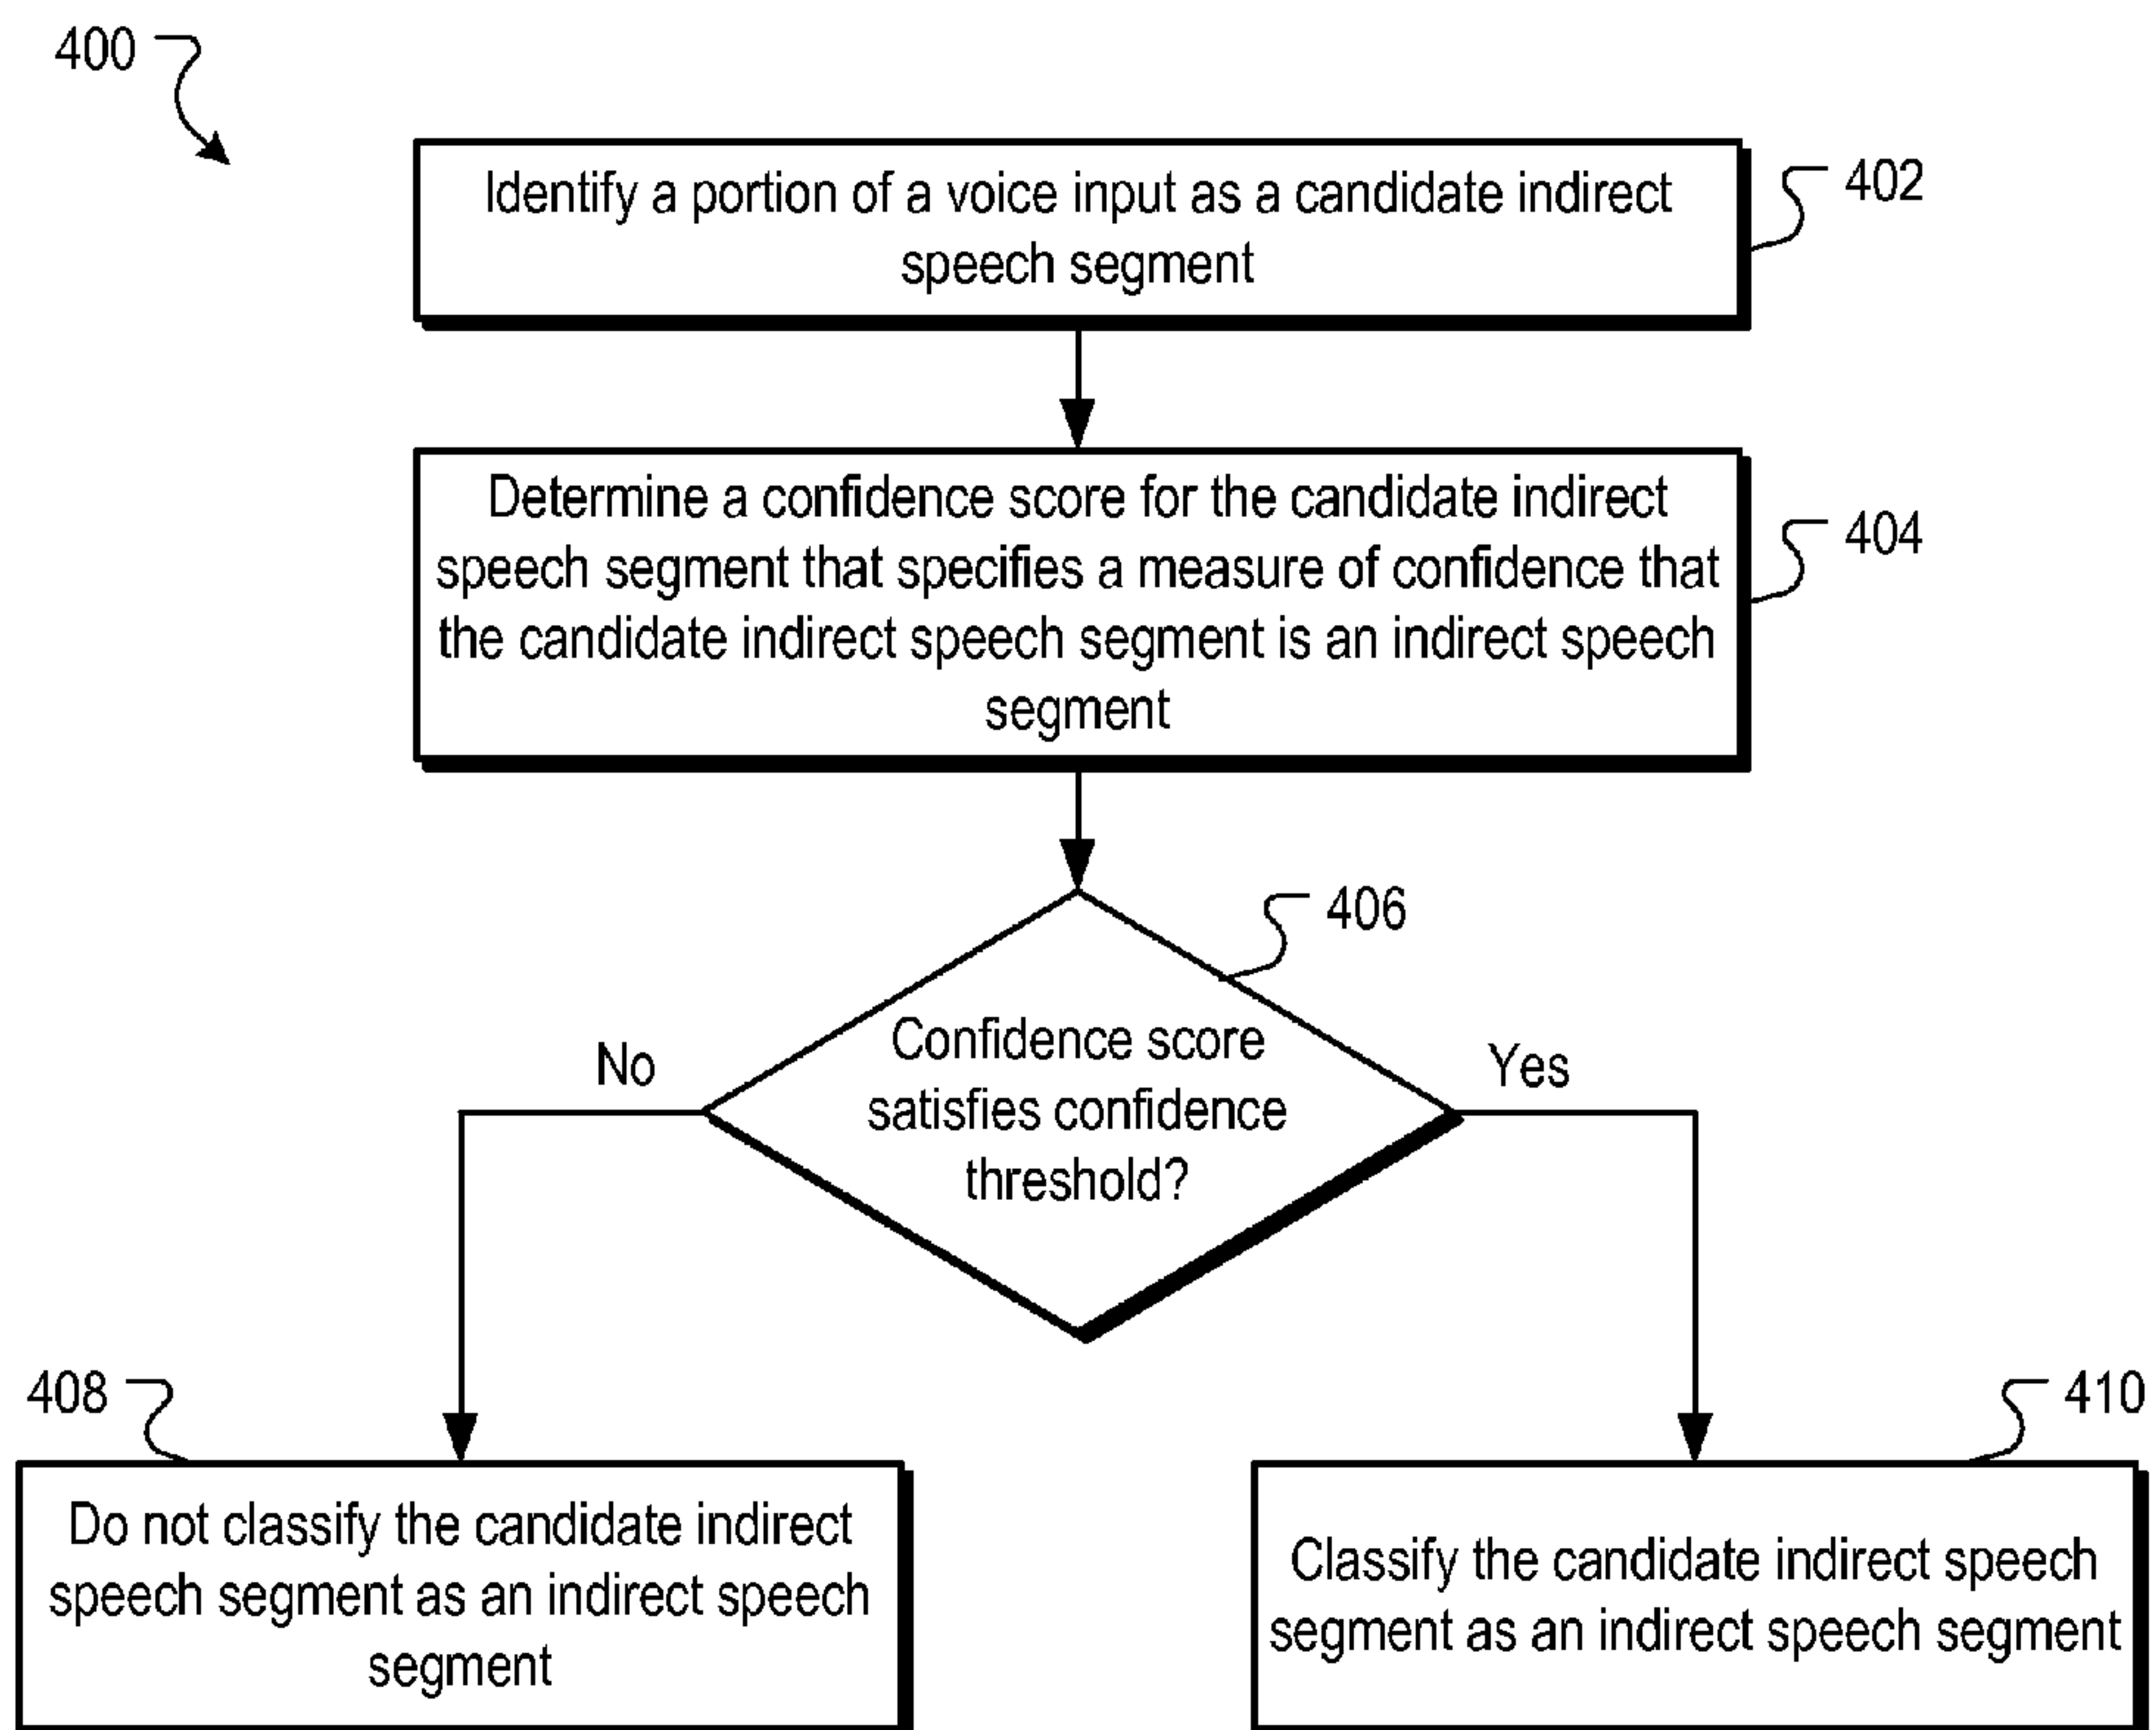 400
Identify a portion of a voice input as a candidate indirect
speech segment
402
Determine a confidence score for the candidate indirect
speech segment that specifies a measure of confidence that
the candidate indirect speech segment is an indirect speech
segment
404
406
Confidence score
satisfies confidence
threshold?
No
Yes
408
Do not classify the candidate indirect
speech segment as an indirect speech
segment
410
Classify the candidate indirect speech
segment as an indirect speech segment